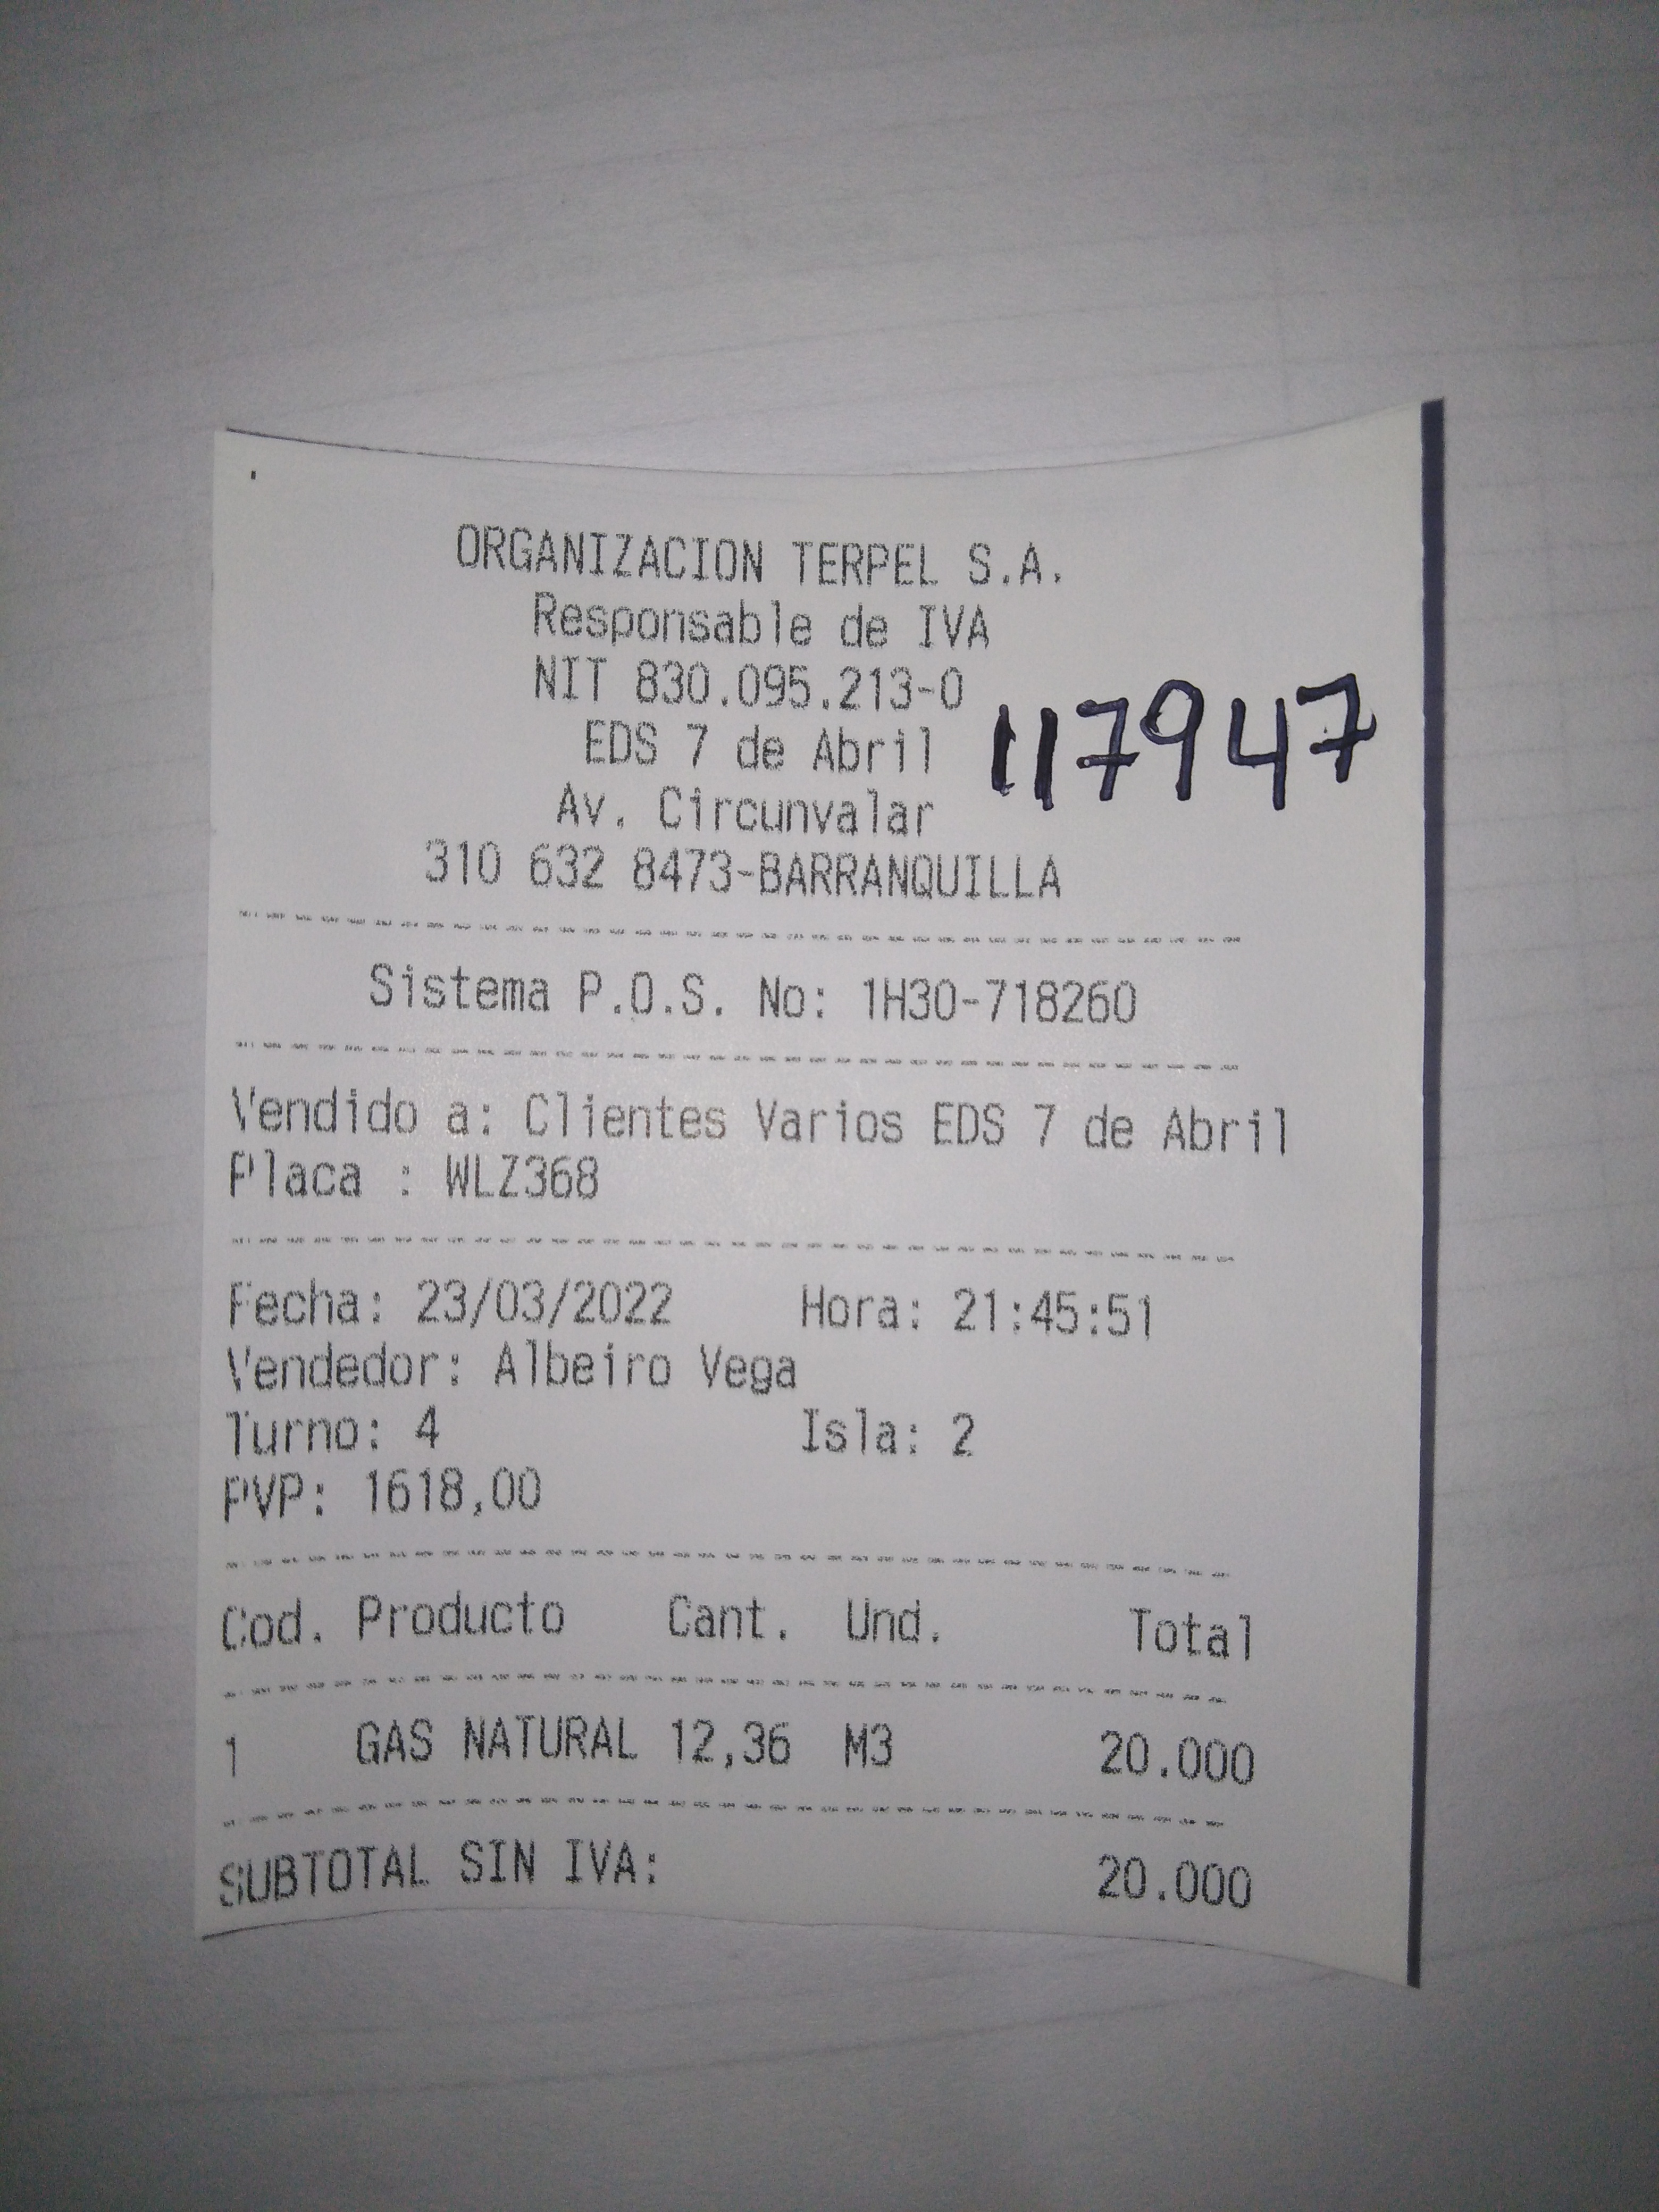 ORGANIZACION TERPEL S.A.
Responsable de IVA
NIT 830.095.213-0
EDS 7 de Abril
117947
Av. Circunvalar
310 632 8473-BARRANQUILLA
Sistema P.O.S. No: 1H30-718260
Vendido a: Clientes Varios EDS 7 de Abril
Placa : WLZ368
Fecha: 23/03/2022 Hora: 21:45:51
Vendedor: Albeiro Vega
Turno: 4 Isla: 2
PVP: 1618,00
Cod. Producto Cant. Und. Total
1 GAS NATURAL 12,36 M3 20.000
SUBTOTAL SIN IVA: 20.000